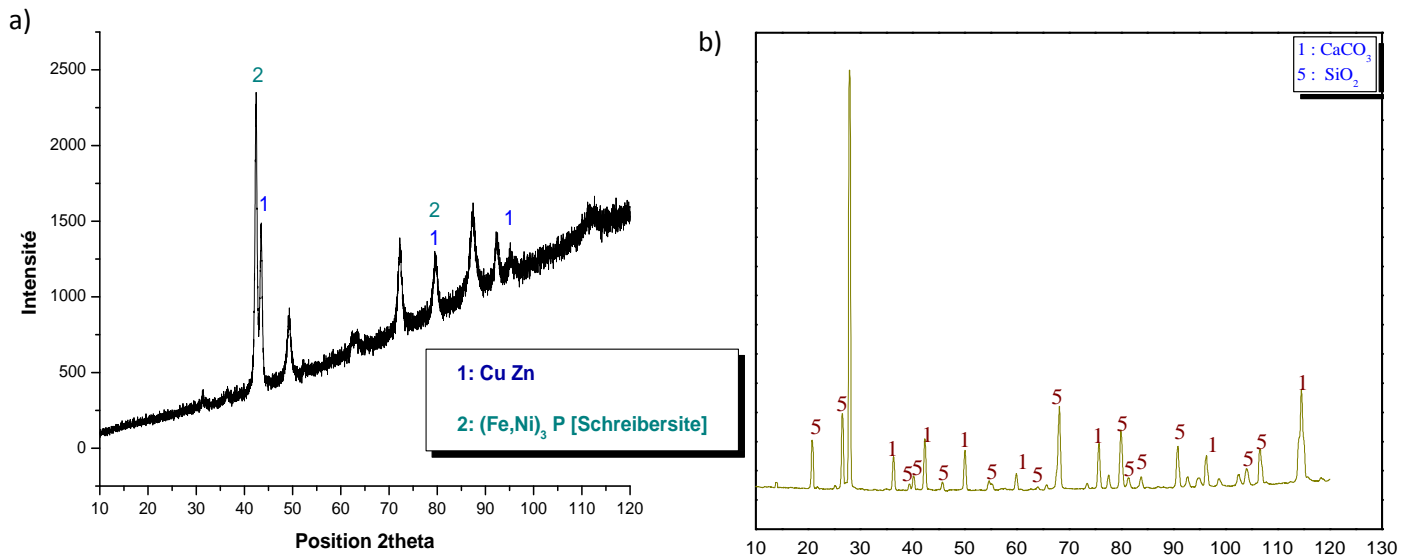 a)
2500
2000
1500
1000
500
0
Intensité
2
1
2
1
1
1: Cu Zn
2: (Fe,Ni)₃ P [Schreibersite]
10 20 30 40 50 60 70 80 90 100 110 120
Position 2theta
b)
1 : CaCO₃
5 : SiO₂
5 5 1 5 5 1 5 1 5 1 5 5 1 5 5 5 5 1 5 5 1
10 20 30 40 50 60 70 80 90 100 110 120 130